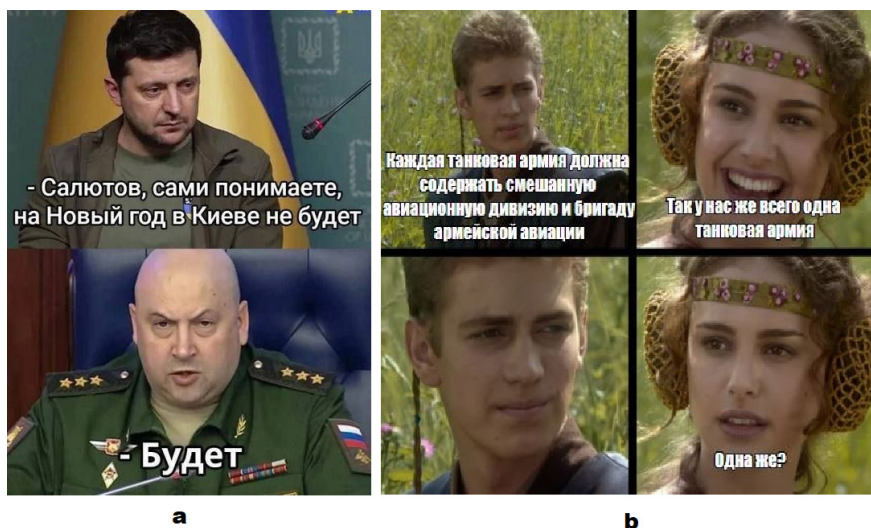 - Салютов, сами понимаете,
на Новый год в Киеве не будет
- Будет
Каждая танковая армия должна
содержать смешанную
авиационную дивизию и бригаду
армейской авиации
Так у нас же всего одна
танковая армия
Одна же?
a
b